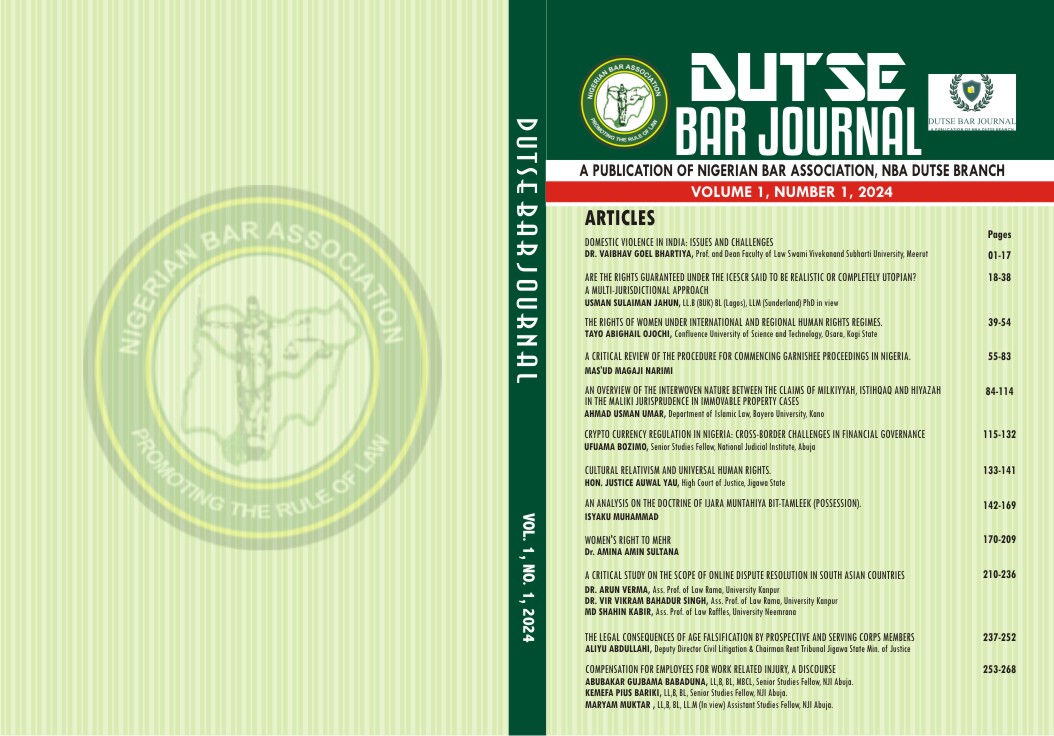 NIGERIAN BAR ASSOCIATION
PROMOTING THE RULE OF LAW
DUTSE BAR JOURNAL
VOL. 1, NO. 1, 2024
NIGERIAN BAR ASSOCIATION
PROMOTING THE RULE OF LAW
DUTSE
BAR JOURNAL
DUTSE BAR JOURNAL
A PUBLICATION OF NBA DUTSE BRANCH
A PUBLICATION OF NIGERIAN BAR ASSOCIATION, NBA DUTSE BRANCH
VOLUME 1, NUMBER 1, 2024
ARTICLES
Pages
DOMESTIC VIOLENCE IN INDIA: ISSUES AND CHALLENGES
DR. VAIBHAV GOEL BHARTIYA, Prof. and Dean Faculty of Law Swami Vivekanand Subharti University, Meerut 01-17
ARE THE RIGHTS GUARANTEED UNDER THE ICESCR SAID TO BE REALISTIC OR COMPLETELY UTOPIAN? 18-38
A MULTI-JURISDICTIONAL APPROACH
USMAN SULAIMAN JAHUN, LL.B (BUK) BL (Lagos), LLM (Sunderland) PhD in view
THE RIGHTS OF WOMEN UNDER INTERNATIONAL AND REGIONAL HUMAN RIGHTS REGIMES. 39-54
TAYO ABIGHAIL OJOCHI, Confluence University of Science and Technology, Osara, Kogi State
A CRITICAL REVIEW OF THE PROCEDURE FOR COMMENCING GARNISHEE PROCEEDINGS IN NIGERIA. 55-83
MAS'UD MAGAJI NARIMI
AN OVERVIEW OF THE INTERWOVEN NATURE BETWEEN THE CLAIMS OF MILKIYYAH, ISTIHQAQ AND HIYAZAH 84-114
IN THE MALIKI JURISPRUDENCE IN IMMOVABLE PROPERTY CASES
AHMAD USMAN UMAR, Department of Islamic Law, Bayero University, Kano
CRYPTO CURRENCY REGULATION IN NIGERIA: CROSS-BORDER CHALLENGES IN FINANCIAL GOVERNANCE 115-132
UFUAMA BOZIMO, Senior Studies Fellow, National Judicial Institute, Abuja
CULTURAL RELATIVISM AND UNIVERSAL HUMAN RIGHTS. 133-141
HON. JUSTICE AUWAL YAU, High Court of Justice, Jigawa State
AN ANALYSIS ON THE DOCTRINE OF IJARA MUNTAHIYA BIT-TAMLEEK (POSSESSION). 142-169
ISYAKU MUHAMMAD
WOMEN'S RIGHT TO MEHR 170-209
Dr. AMINA AMIN SULTANA
A CRITICAL STUDY ON THE SCOPE OF ONLINE DISPUTE RESOLUTION IN SOUTH ASIAN COUNTRIES 210-236
DR. ARUN VERMA, Ass. Prof. of Law Rama, University Kanpur
DR. VIR VIKRAM BAHADUR SINGH, Ass. Prof. of Law Rama, University Kanpur
MD SHAHIN KABIR, Ass. Prof. of Law Raffles, University Neemrana
THE LEGAL CONSEQUENCES OF AGE FALSIFICATION BY PROSPECTIVE AND SERVING CORPS MEMBERS 237-252
ALIYU ABDULLAHI, Deputy Director Civil Litigation & Chairman Rent Tribunal Jigawa State Min. of Justice
COMPENSATION FOR EMPLOYEES FOR WORK RELATED INJURY, A DISCOURSE 253-268
ABUBAKAR GUJBAMA BABADUNA, LL,B, BL, MBCL, Senior Studies Fellow, NJI Abuja.
KEMEFA PIUS BARIKI, LL,B, BL, Senior Studies Fellow, NJI Abuja.
MARYAM MUKTAR , LL,B, BL, LL.M (In view) Assistant Studies Fellow, NJI Abuja.